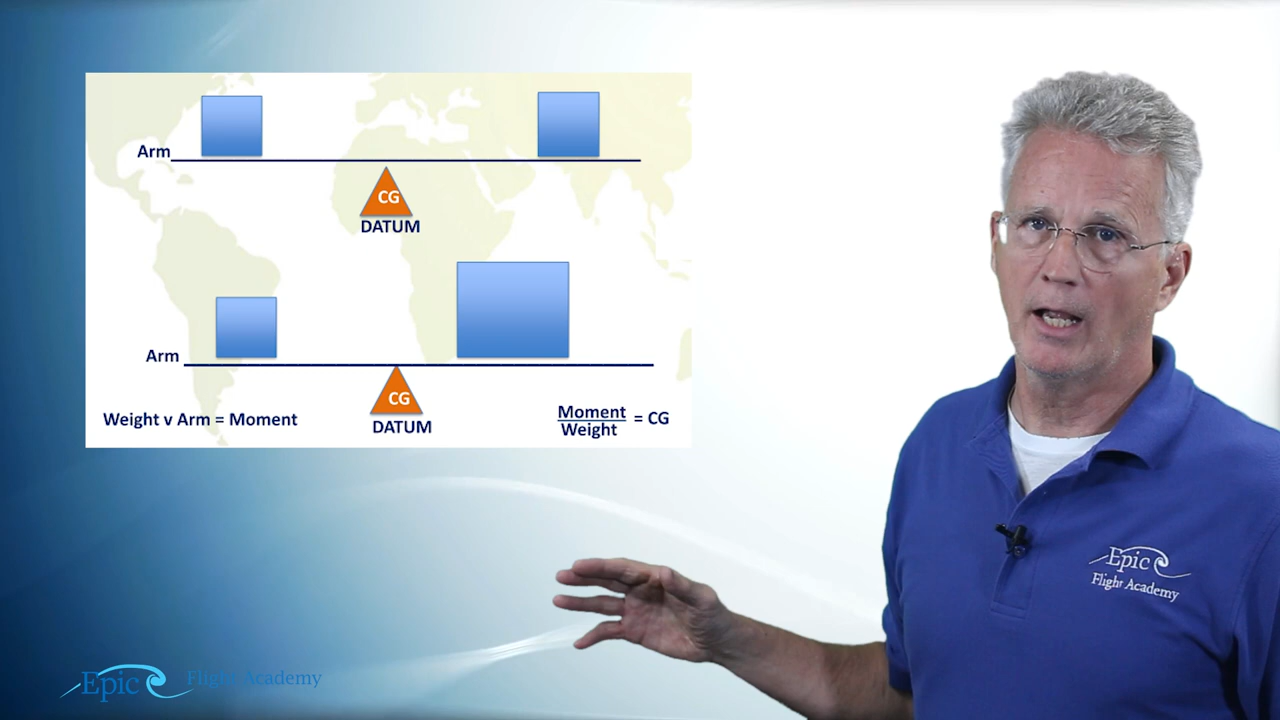 Arm
CG
DATUM
Arm
CG
DATUM
Weight v Arm = Moment
Moment
Weight
= CG
Epic
Flight Academy
Epic Flight Academy